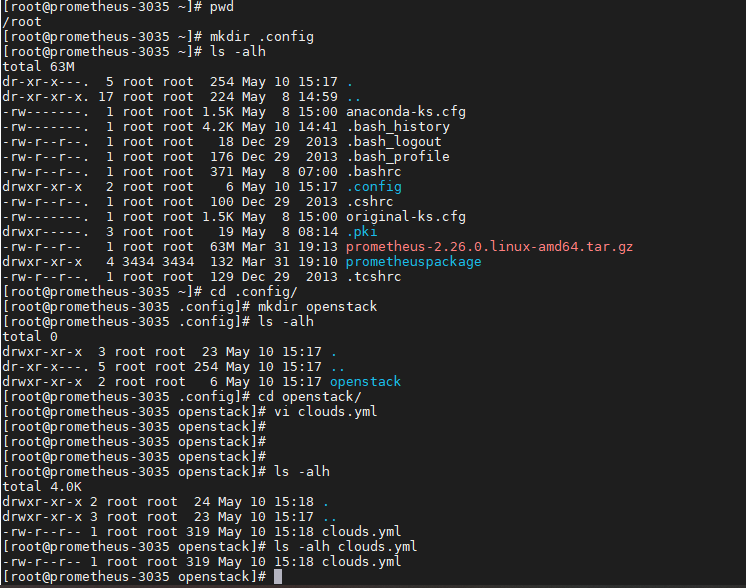 [root@prometheus-3035 ~]# pwd
/root
[root@prometheus-3035 ~]# mkdir .config
[root@prometheus-3035 ~]# ls -alh
total 63M
dr-xr-x---.  5 root root  254 May 10 15:17 .
dr-xr-xr-x. 17 root root  224 May  8 14:59 ..
-rw-------.  1 root root 1.5K May  8 15:00 anaconda-ks.cfg
-rw-------.  1 root root 4.2K May 10 14:41 .bash_history
-rw-r--r--.  1 root root   18 Dec 29  2013 .bash_logout
-rw-r--r--.  1 root root  176 Dec 29  2013 .bash_profile
-rw-r--r--.  1 root root  371 May  8 07:00 .bashrc
drwxr-xr-x   2 root root    6 May 10 15:17 .config
-rw-r--r--.  1 root root  100 Dec 29  2013 .cshrc
-rw-------.  1 root root 1.5K May  8 15:00 original-ks.cfg
drwxr-----.  3 root root   19 May  8 08:14 .pki
-rw-r--r--   1 root root  63M Mar 31 19:13 prometheus-2.26.0.linux-amd64.tar.gz
drwxr-xr-x   4 3434 3434  132 Mar 31 19:10 prometheuspackage
-rw-r--r--.  1 root root  129 Dec 29  2013 .tcshrc
[root@prometheus-3035 ~]# cd .config/
[root@prometheus-3035 .config]# mkdir openstack
[root@prometheus-3035 .config]# ls -alh
total 0
drwxr-xr-x  3 root root  23 May 10 15:17 .
dr-xr-x---. 5 root root 254 May 10 15:17 ..
drwxr-xr-x  2 root root   6 May 10 15:17 openstack
[root@prometheus-3035 .config]# cd openstack/
[root@prometheus-3035 openstack]# vi clouds.yml
[root@prometheus-3035 openstack]#
[root@prometheus-3035 openstack]#
[root@prometheus-3035 openstack]#
[root@prometheus-3035 openstack]# ls -alh
total 4.0K
drwxr-xr-x 2 root root  24 May 10 15:18 .
drwxr-xr-x 3 root root  23 May 10 15:17 ..
-rw-r--r-- 1 root root 319 May 10 15:18 clouds.yml
[root@prometheus-3035 openstack]# ls -alh clouds.yml
-rw-r--r-- 1 root root 319 May 10 15:18 clouds.yml
[root@prometheus-3035 openstack]#